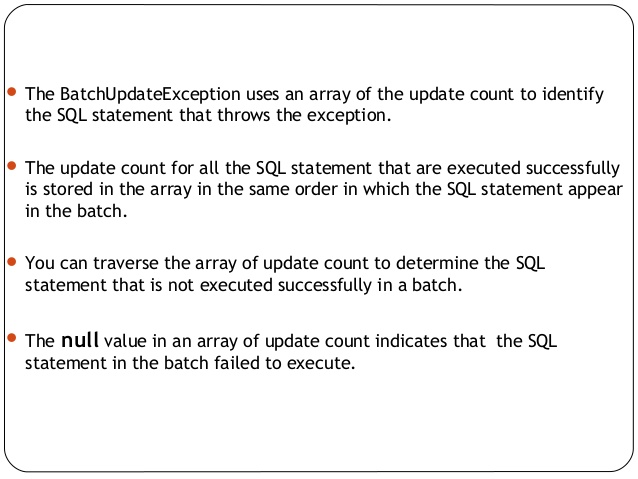 The BatchUpdateException uses an array of the update count to identify
the SQL statement that throws the exception.
The update count for all the SQL statement that are executed successfully
is stored in the array in the same order in which the SQL statement appear
in the batch.
You can traverse the array of update count to determine the SQL
statement that is not executed successfully in a batch.
The null value in an array of update count indicates that the SQL
statement in the batch failed to execute.